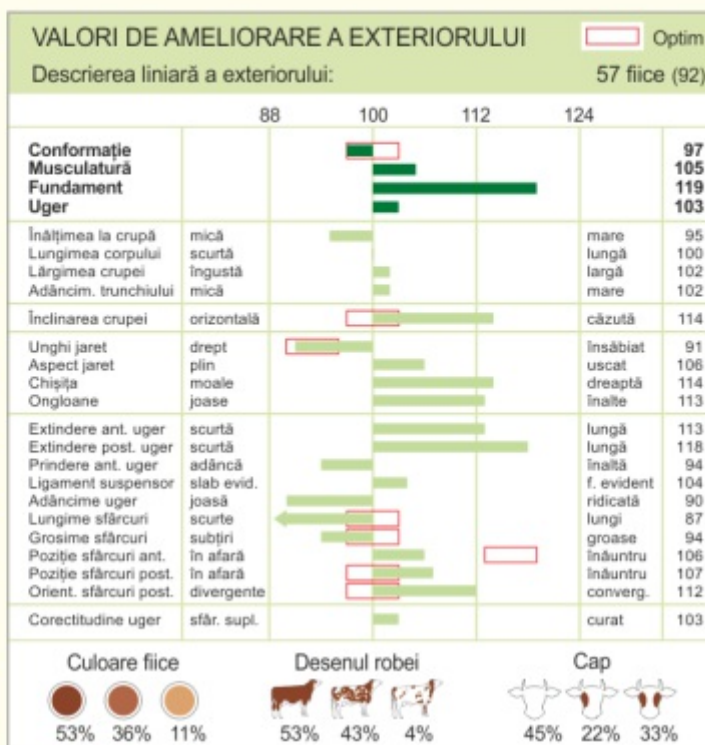 VALORI DE AMELIORARE A EXTERIORULUI Optim
Descrierea liniară a exteriorului: 57 fiice (92)
88 100 112 124
Conformație 97
Musculatură 105
Fundament 119
Uger 103
Înălțimea la crupă mică mare 95
Lungimea corpului scurtă lungă 100
Lărgimea crupei îngustă largă 102
Adâncim. trunchiului mică mare 102
Înclinarea crupei orizontală căzută 114
Unghi jaret drept însăbiat 91
Aspect jaret plin uscat 106
Chișița moale dreaptă 114
Ongloane joase înalte 113
Extindere ant. uger scurtă lungă 113
Extindere post. uger scurtă lungă 118
Prindere ant. uger adâncă înaltă 94
Ligament suspensor slab evid. f. evident 104
Adâncime uger joasă ridicată 90
Lungime sfârcuri scurte lungi 87
Grosime sfârcuri subțiri groase 94
Poziție sfârcuri ant. în afară înăuntru 106
Poziție sfârcuri post. în afară înăuntru 107
Orient. sfârcuri post. divergente converg. 112
Corectitudine uger sfâr. supl. curat 103
Culoare fiice Desenul robei Cap
53% 36% 11% 53% 43% 4% 45% 22% 33%